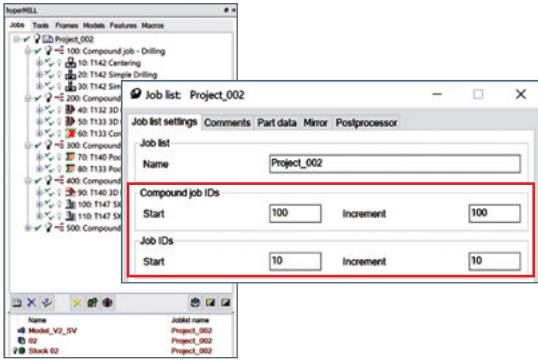 hyperMILL
Jobs Tools Frames Models Features Macros
Project_002
100: Compound job - Drilling
10: T142 Centering
20: T142 Simple Drilling
30: T142 Sim
200: Compound
40: T132 3D
50: T133 3D
60: T133 Con
300: Compound
70: T140 Poc
80: T133 Poc
400: Compound
90: T140 3D
100: T147 5X
110: T147 5X
500: Compound
Name Joblist name
Model_V2_SV Project_002
02 Project_002
Stock 02 Project_002
Job list: Project_002
Job list settings Comments Part data Mirror Postprocessor
Job list
Name Project_002
Compound job IDs
Start 100 Increment 100
Job IDs
Start 10 Increment 10